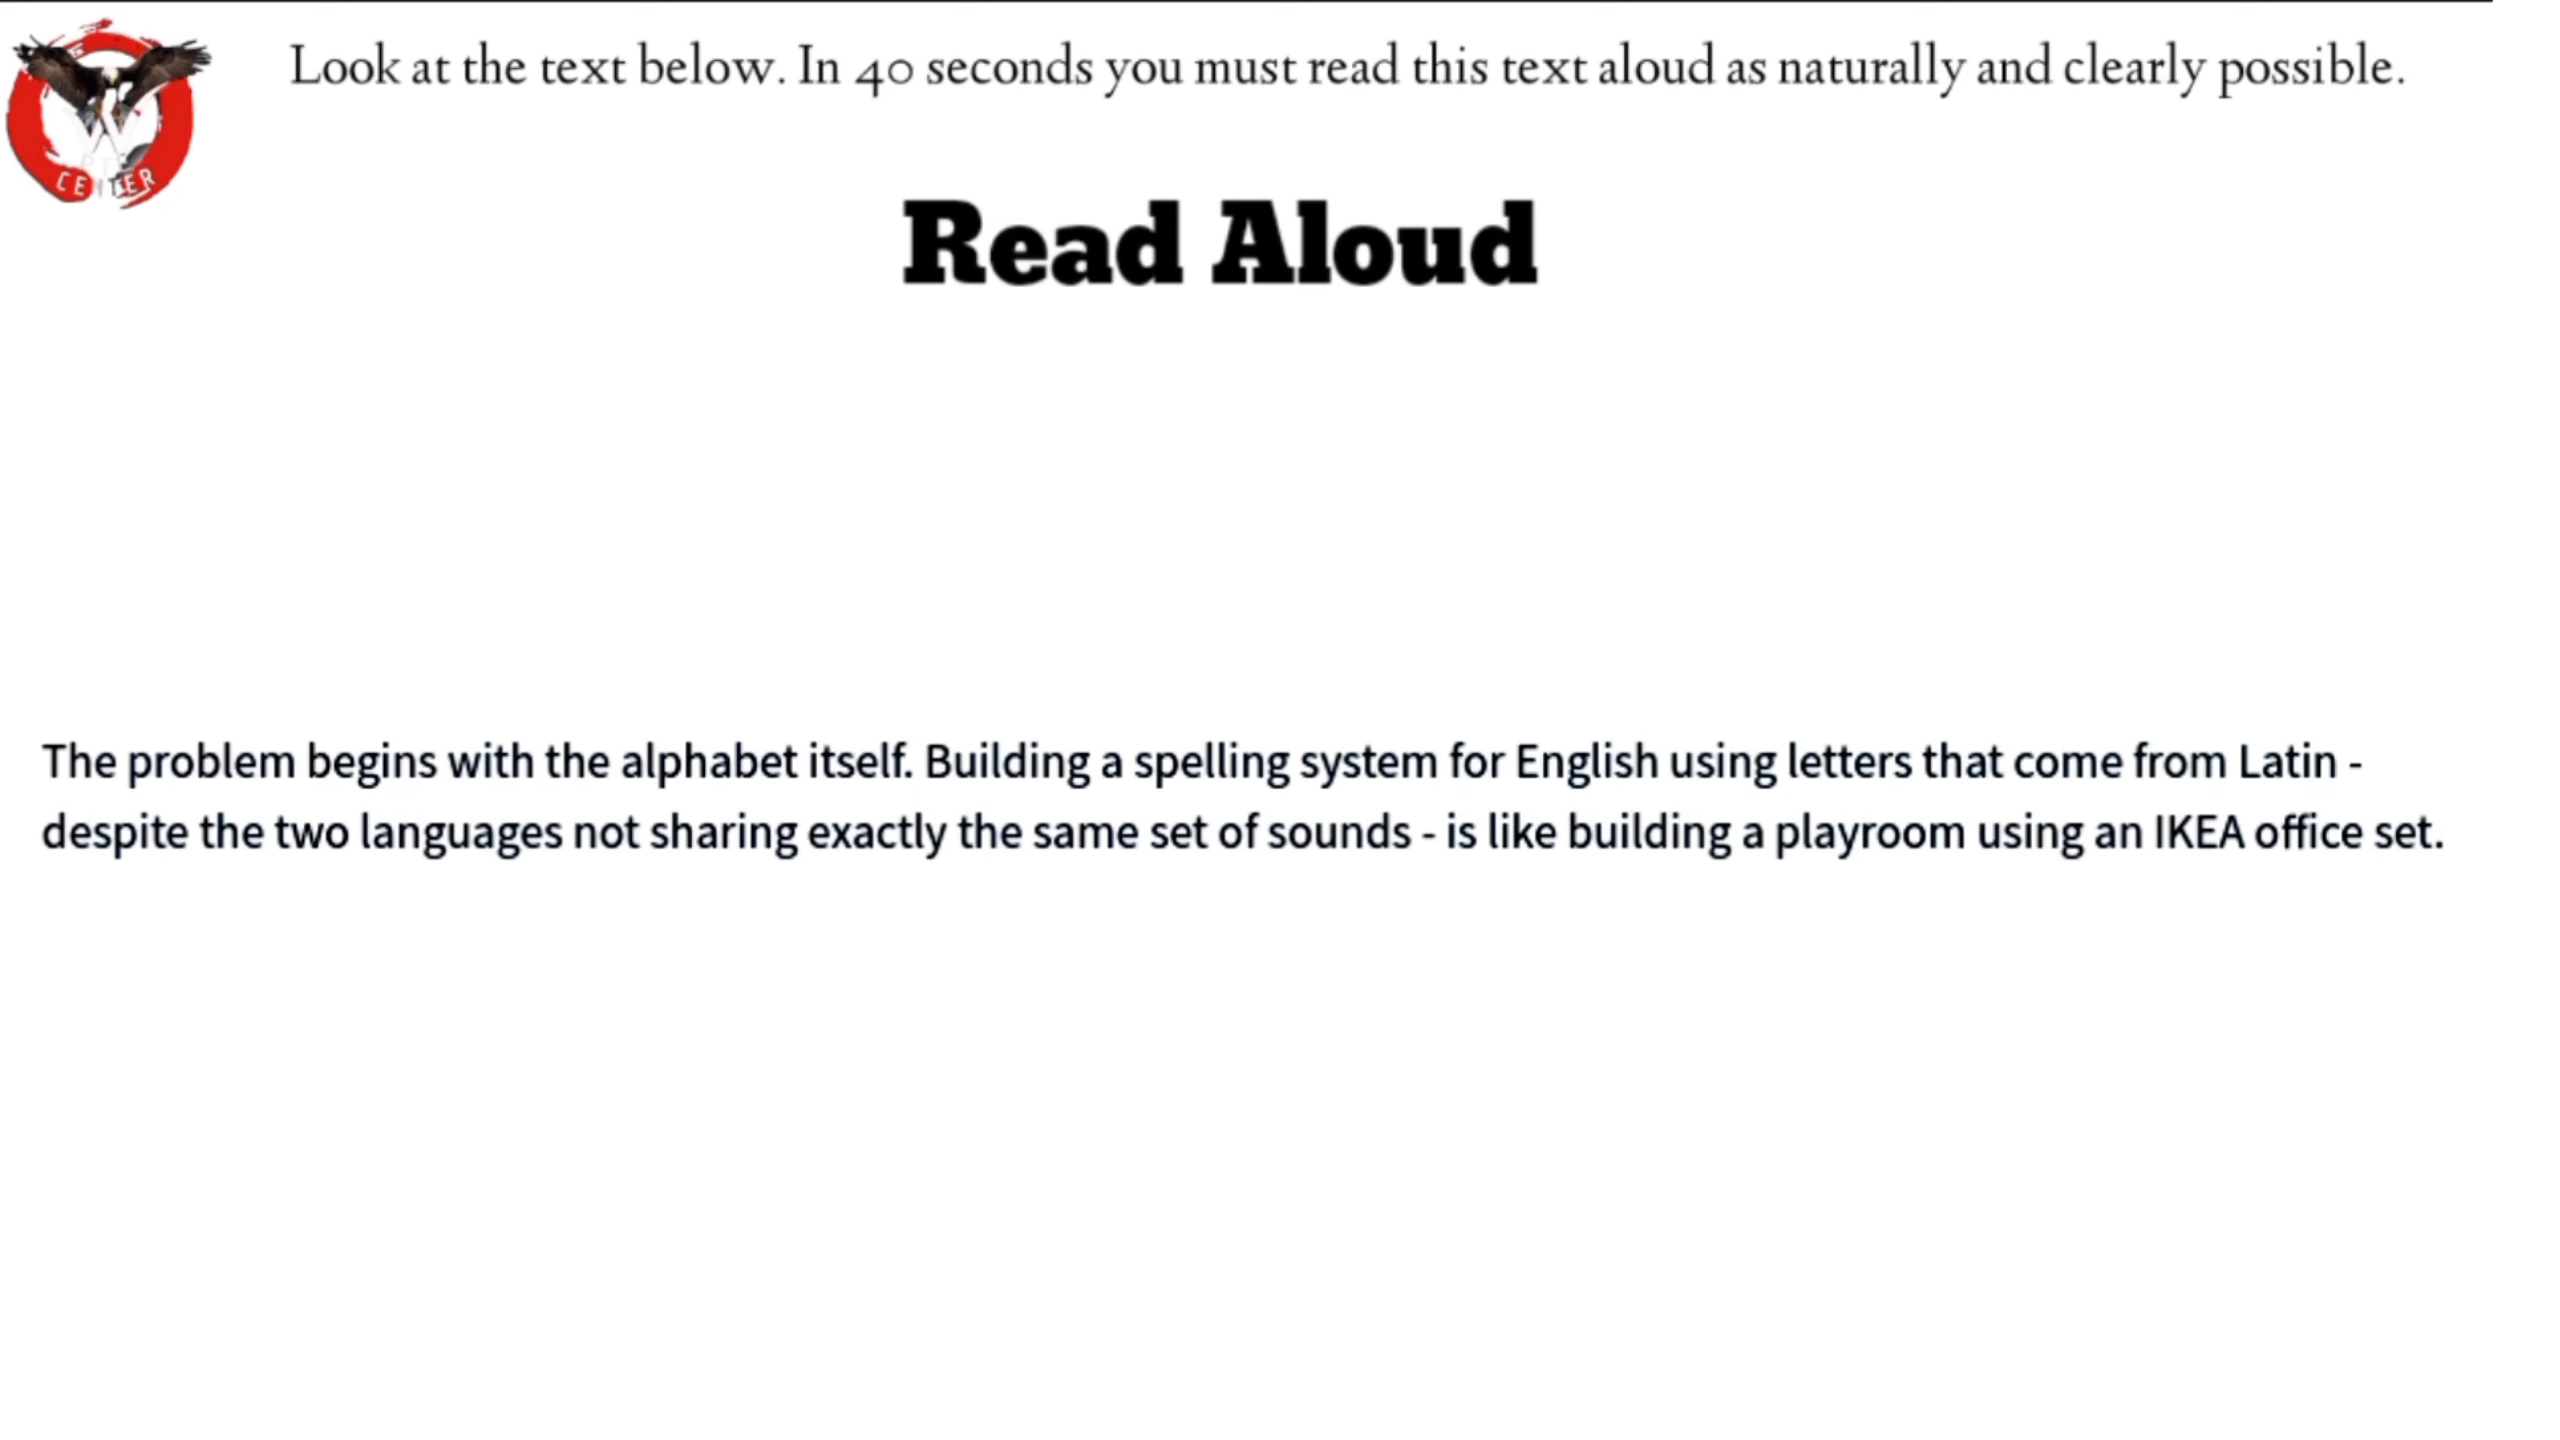 Look at the text below. In 40 seconds you must read this text aloud as naturally and clearly possible.
CENTER
Read Aloud
The problem begins with the alphabet itself. Building a spelling system for English using letters that come from Latin -
despite the two languages not sharing exactly the same set of sounds - is like building a playroom using an IKEA office set.